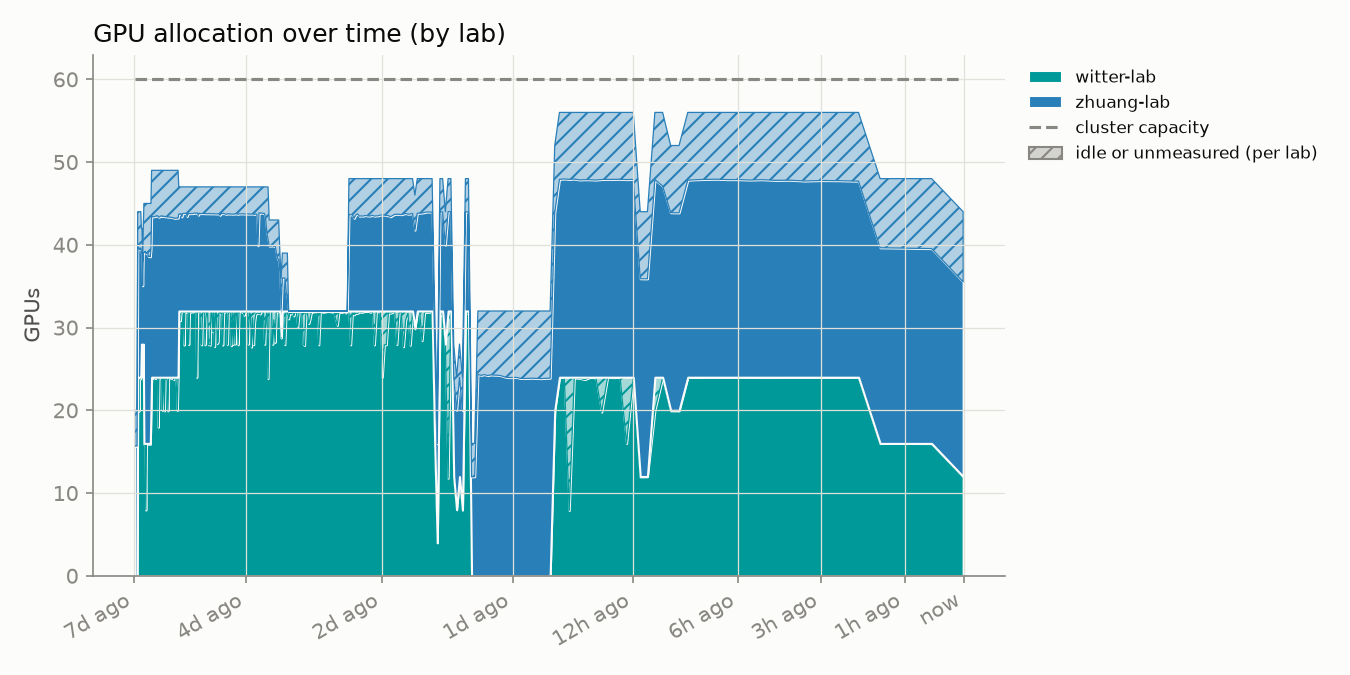 GPU allocation over time (by lab)
60
50
40
30
20
10
0
GPUs
7d ago
4d ago
2d ago
1d ago
12h ago
6h ago
3h ago
1h ago
now
witter-lab
zhuang-lab
cluster capacity
idle or unmeasured (per lab)